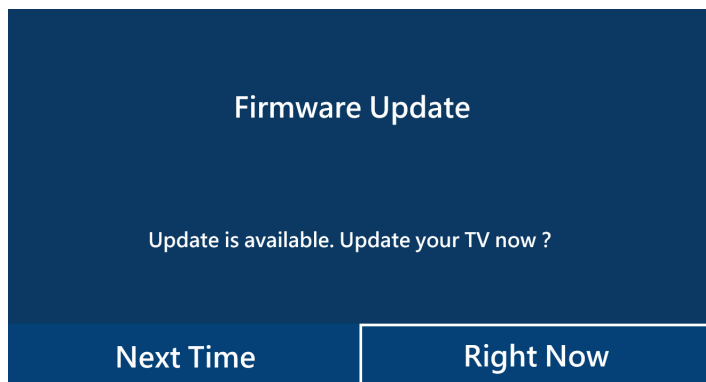 Firmware Update
Update is available. Update your TV now ?
Next Time
Right Now